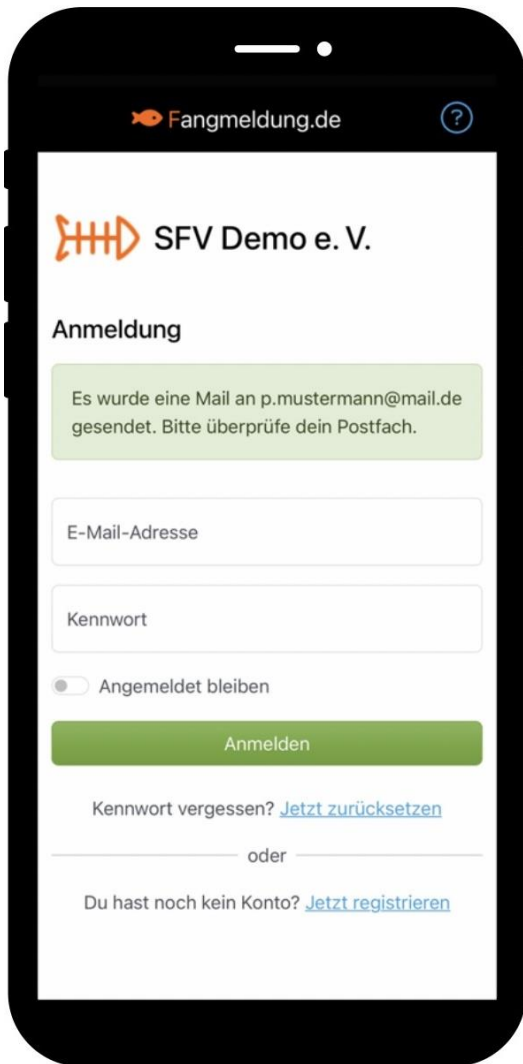 Fangmeldung.de ?
SFV Demo e. V.
Anmeldung
Es wurde eine Mail an p.mustermann@mail.de
gesendet. Bitte überprüfe dein Postfach.
E-Mail-Adresse
Kennwort
Angemeldet bleiben
Anmelden
Kennwort vergessen? Jetzt zurücksetzen
oder
Du hast noch kein Konto? Jetzt registrieren